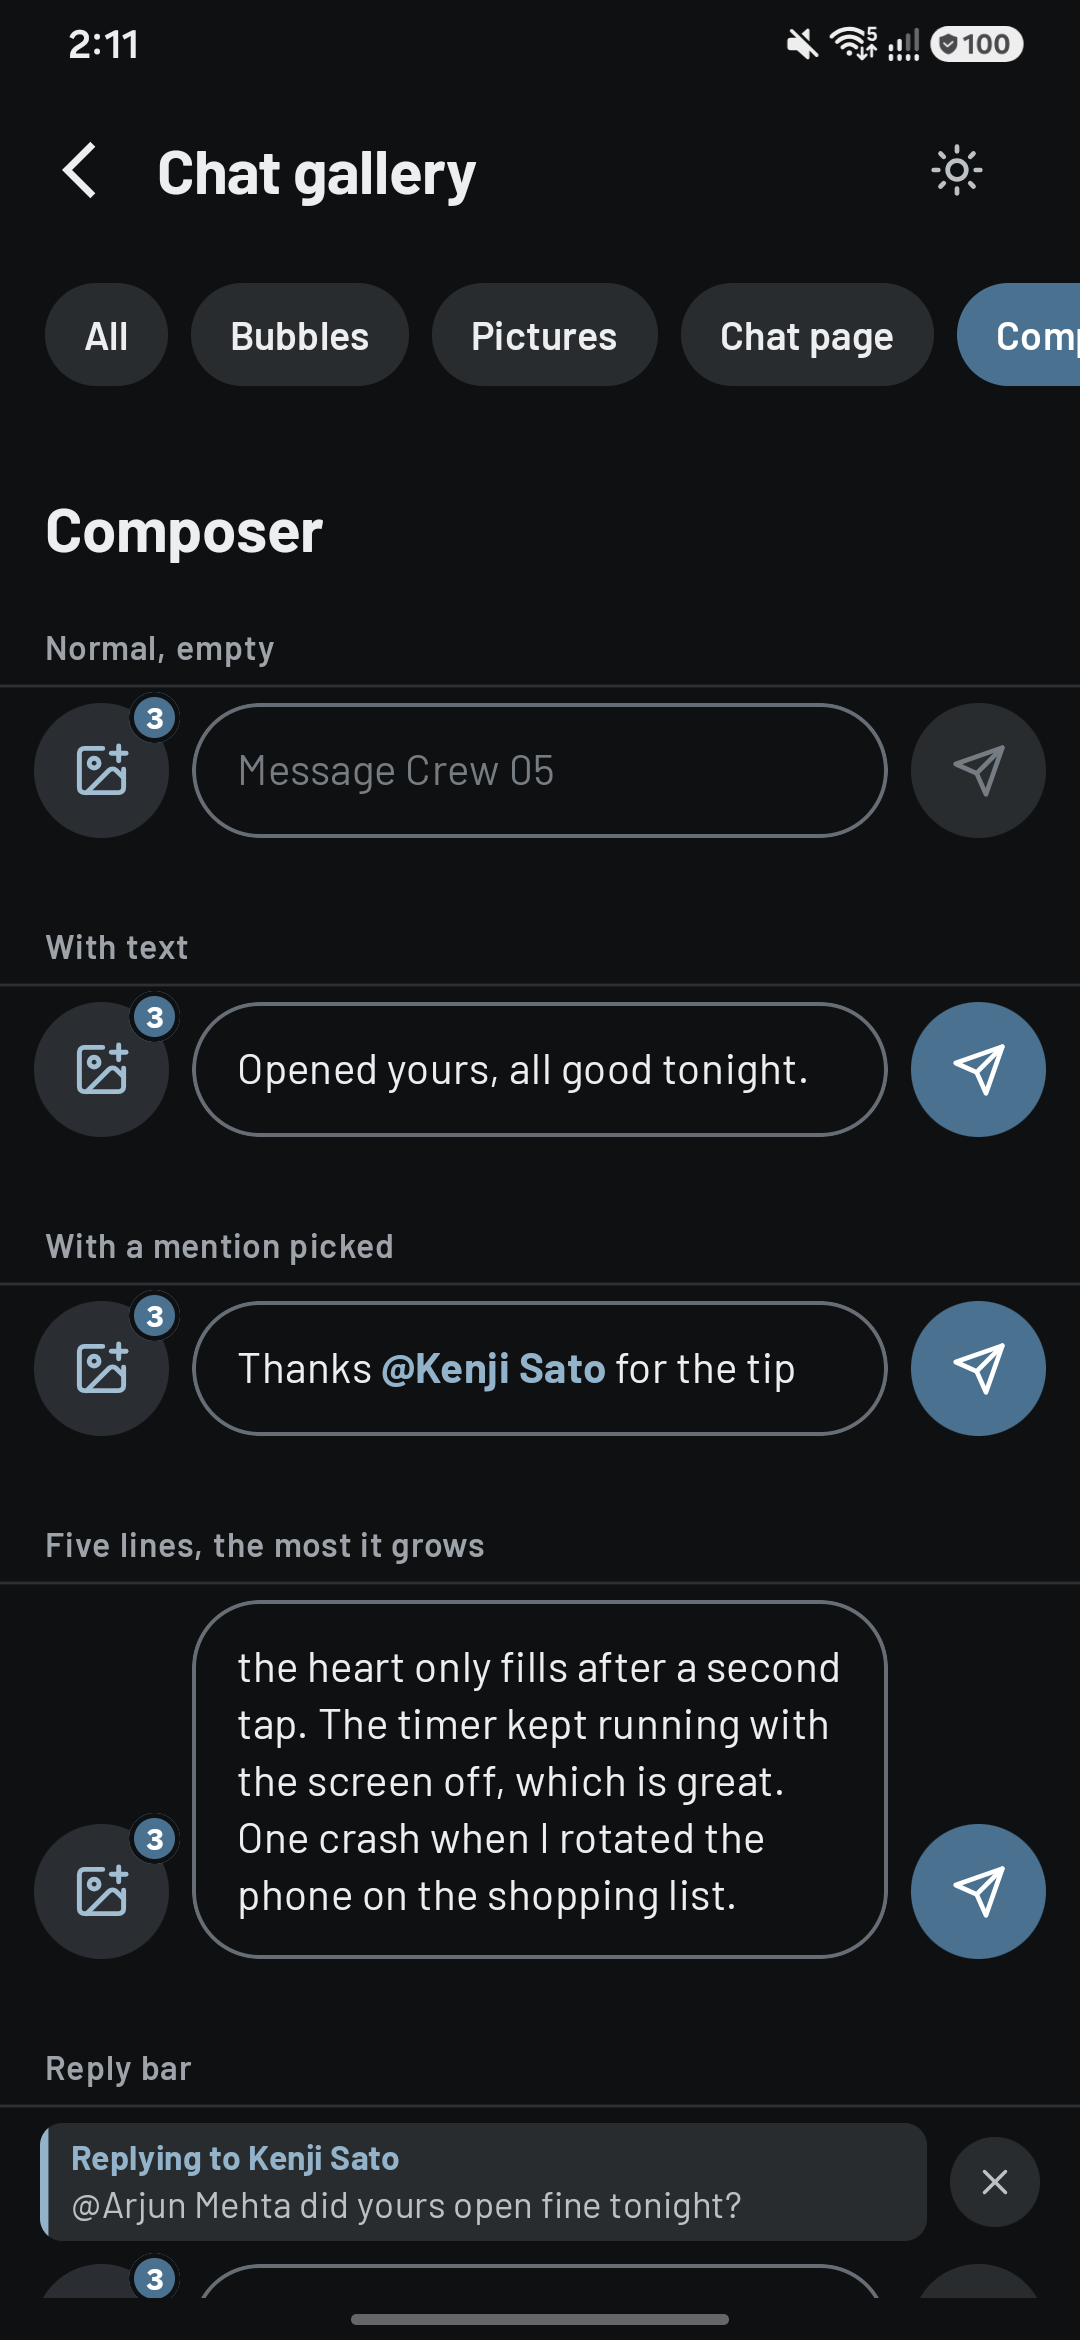 2:11
5
100
Chat gallery
All
Bubbles
Pictures
Chat page
Comp
Composer
Normal, empty
3
Message Crew 05
With text
3
Opened yours, all good tonight.
With a mention picked
3
Thanks @Kenji Sato for the tip
Five lines, the most it grows
the heart only fills after a second
tap. The timer kept running with
the screen off, which is great.
One crash when I rotated the
phone on the shopping list.
3
Reply bar
Replying to Kenji Sato
@Arjun Mehta did yours open fine tonight?
3